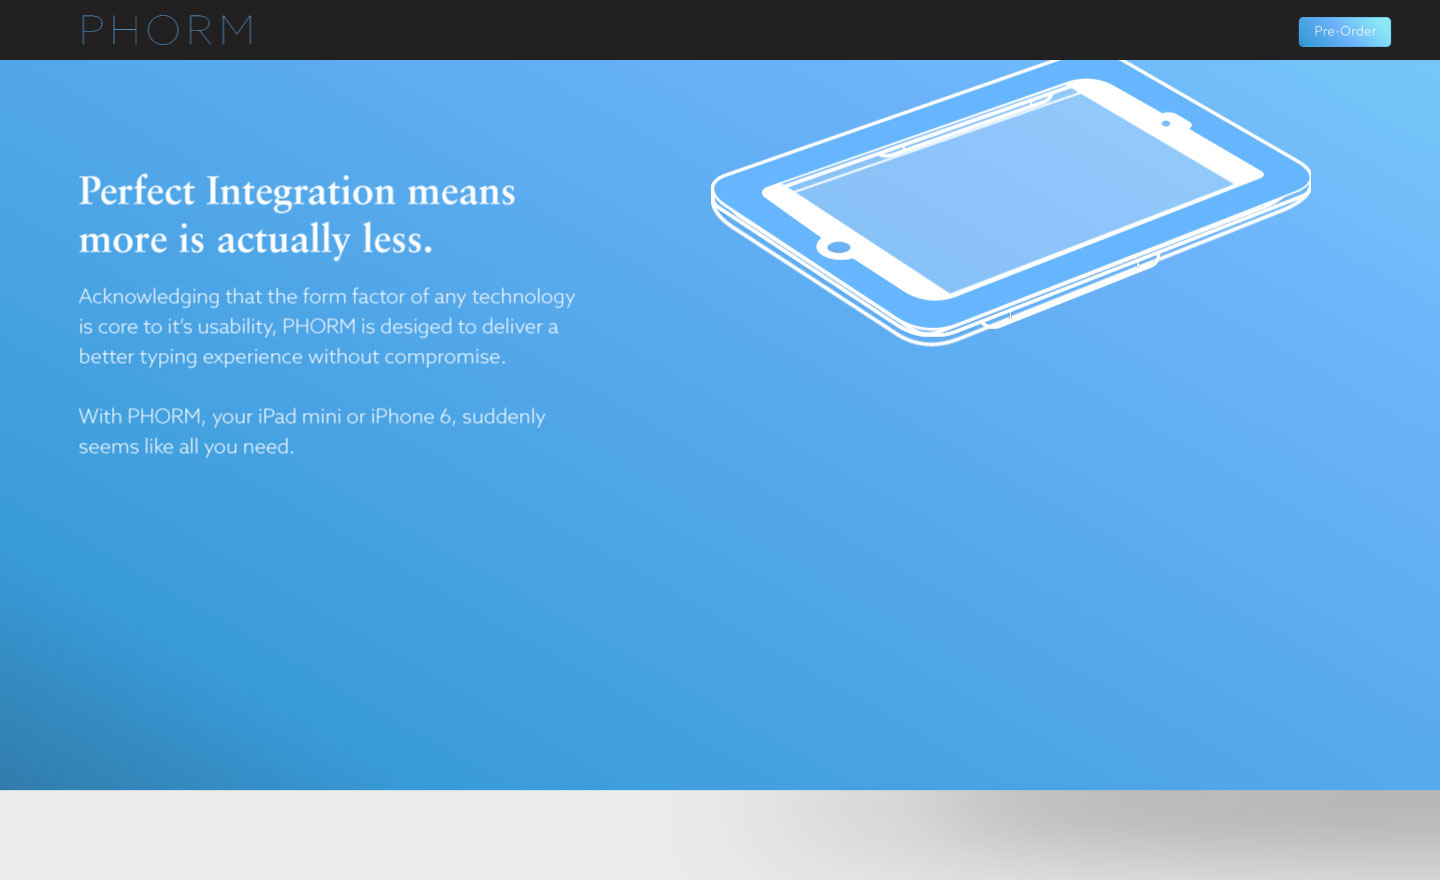 PHORM
Pre-Order
Perfect Integration means
more is actually less.
Acknowledging that the form factor of any technology
is core to it’s usability, PHORM is desiged to deliver a
better typing experience without compromise.
With PHORM, your iPad mini or iPhone 6, suddenly
seems like all you need.